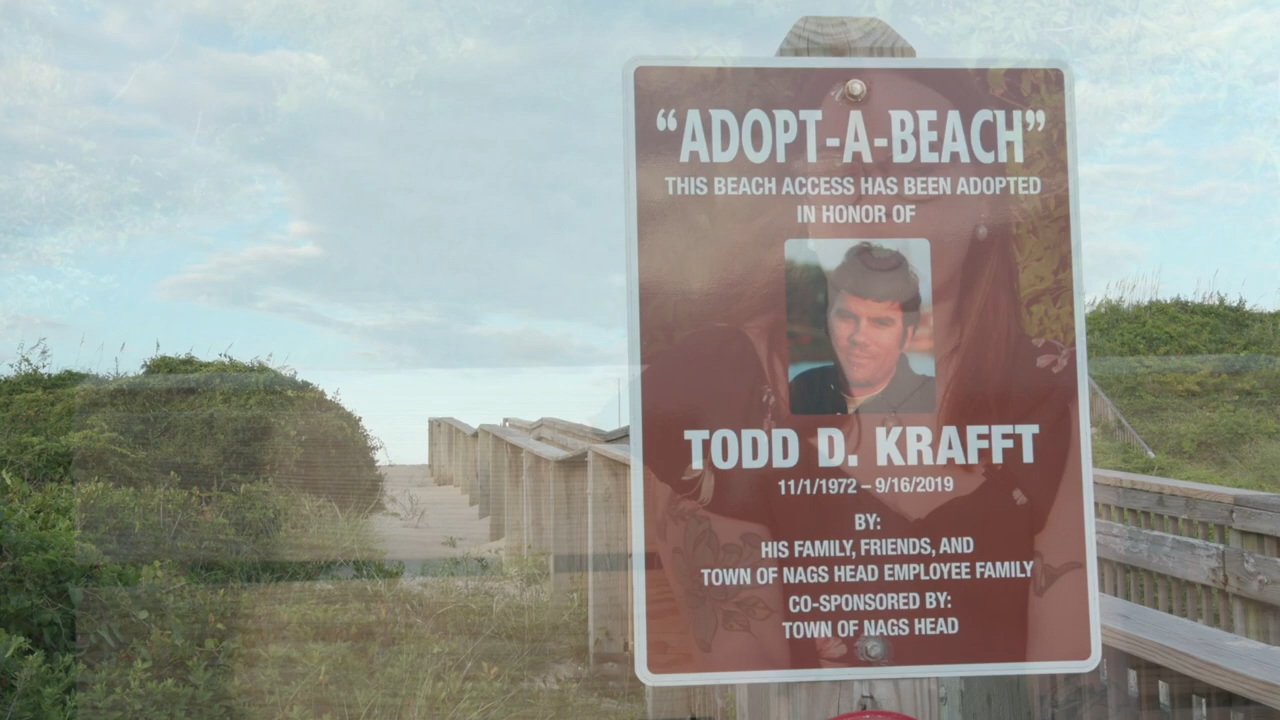 “ADOPT-A-BEACH”
THIS BEACH ACCESS HAS BEEN ADOPTED
IN HONOR OF
TODD D. KRAFFT
11/1/1972 – 9/16/2019
BY:
HIS FAMILY, FRIENDS, AND
TOWN OF NAGS HEAD EMPLOYEE FAMILY
CO-SPONSORED BY:
TOWN OF NAGS HEAD